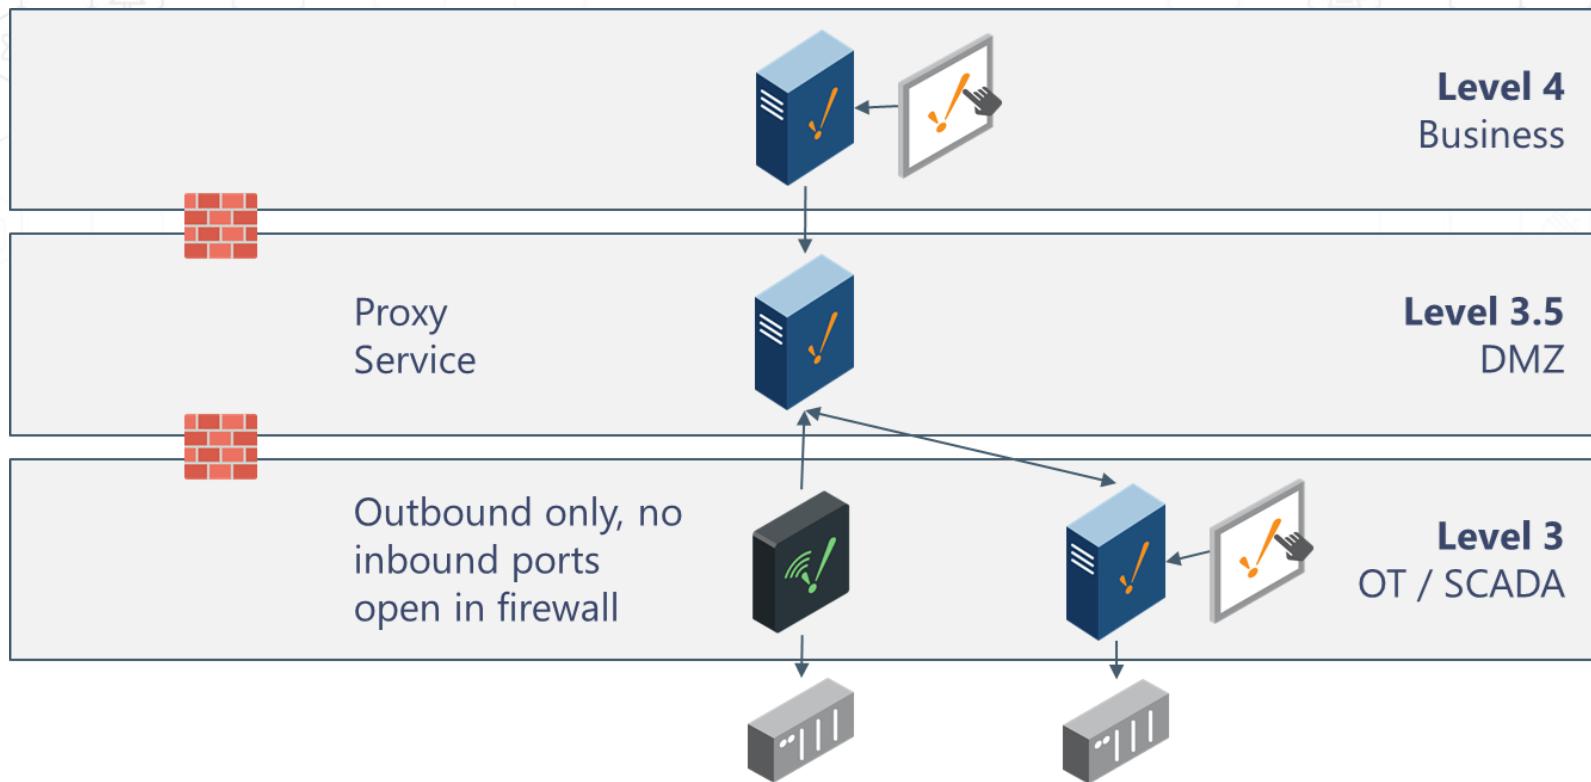 Level 4
Business
Proxy
Service
Level 3.5
DMZ
Outbound only, no
inbound ports
open in firewall
Level 3
OT / SCADA